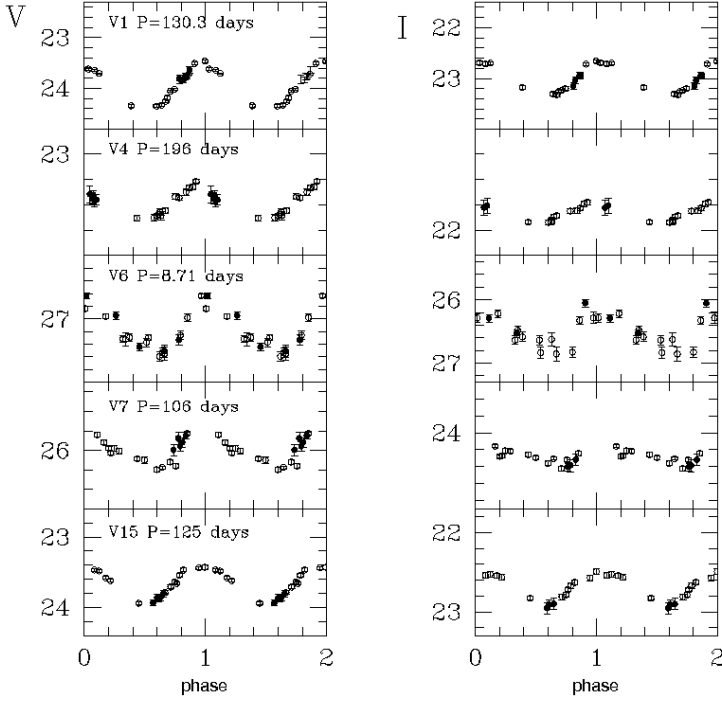 V
I
V1 P=130.3 days
23
24
22
23
V4 P=196 days
23
22
V6 P=8.71 days
27
26
27
V7 P=106 days
26
24
V15 P=125 days
23
24
22
23
0 1 2
0 1 2
phase
phase